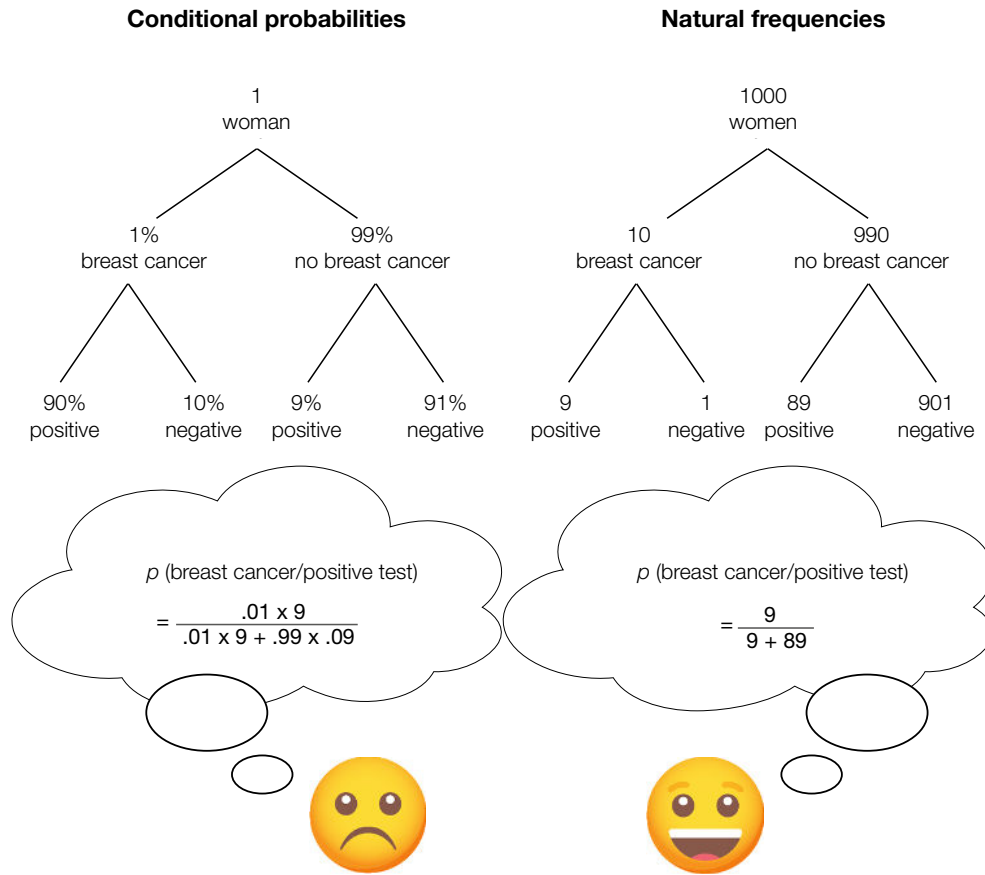 Conditional probabilities
1
woman
1%
breast cancer
99%
no breast cancer
90%
positive
10%
negative
9%
positive
91%
negative
p (breast cancer/positive test)
= .01 x 9
.01 x 9 + .99 x .09
Natural frequencies
1000
women
10
breast cancer
990
no breast cancer
9
positive
1
negative
89
positive
901
negative
p (breast cancer/positive test)
= 9
9 + 89